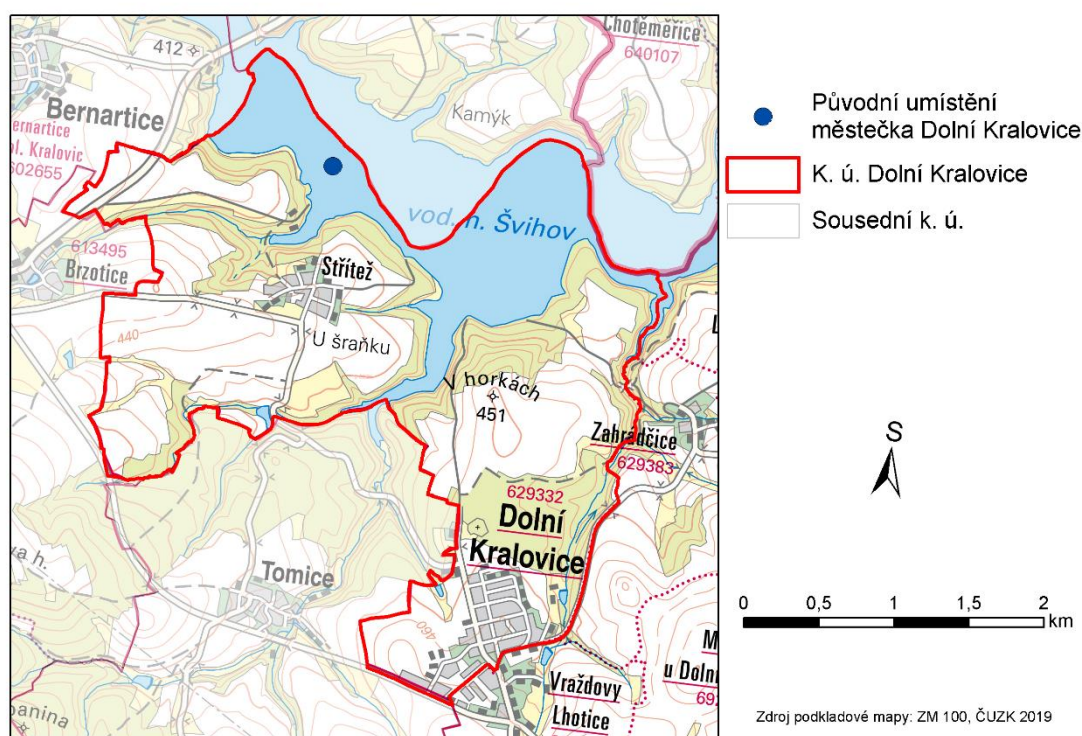 412
Chotěměřice
640107
Bernartice
Kamýk
ernartice
ol. Kralovic
602655
vod. n. Švihov
613495
Brzotice
Střítež
440
U šraňku
V horkách
451
Zahrádčice
629383
629332
Dolní
Kralovice
Tomice
460
Vraždovy
Lhotice
M
u Dolní
69
va h.
panina
Původní umístění
městečka Dolní Kralovice
K. ú. Dolní Kralovice
Sousední k. ú.
S
0 0,5 1 1,5 2
km
Zdroj podkladové mapy: ZM 100, ČUZK 2019